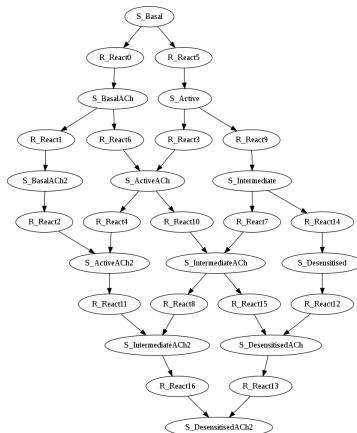 S_Basal
R_React0 R_React5
S_BasalACh S_Active
R_React1 R_React6 R_React3 R_React9
S_BasalACh2 S_ActiveACh S_Intermediate
R_React2 R_React4 R_React10 R_React7 R_React14
S_ActiveACh2 S_IntermediateACh S_Desensitised
R_React11 R_React8 R_React15 R_React12
S_IntermediateACh2 S_DesensitisedACh
R_React16 R_React13
S_DesensitisedACh2